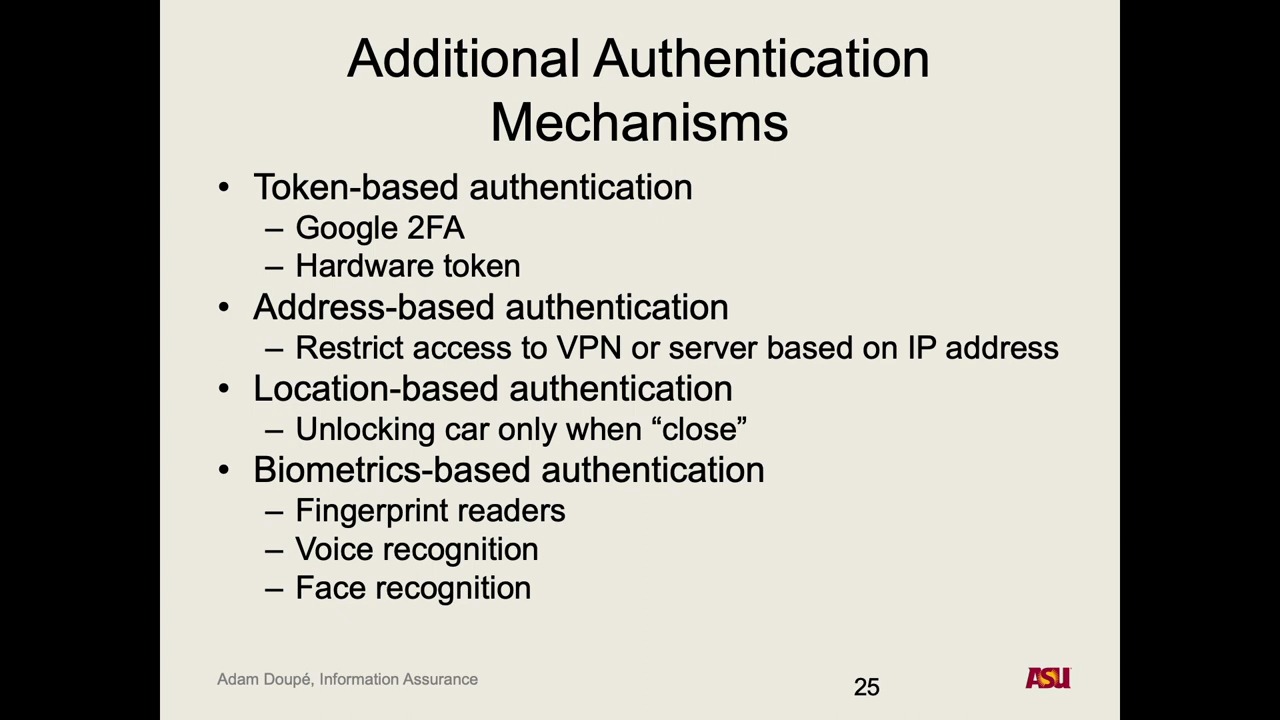 Additional Authentication
Mechanisms
• Token-based authentication
– Google 2FA
– Hardware token
• Address-based authentication
– Restrict access to VPN or server based on IP address
• Location-based authentication
– Unlocking car only when “close”
• Biometrics-based authentication
– Fingerprint readers
– Voice recognition
– Face recognition
Adam Doupé, Information Assurance
25
ASU